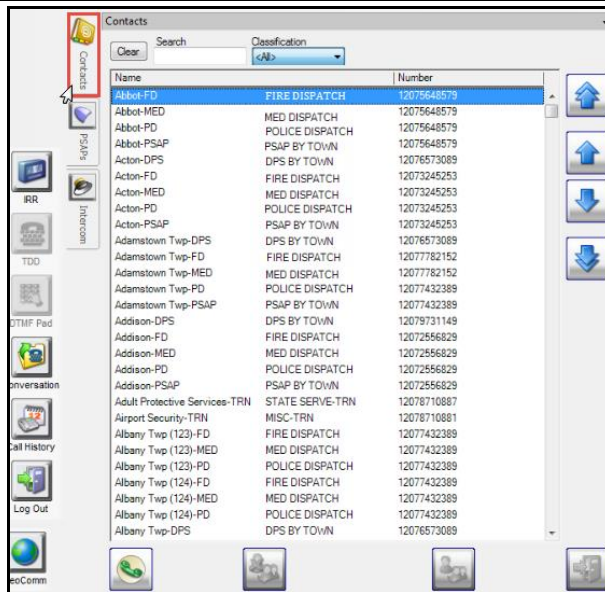 Contacts
Search Classification
Clear <All>
Name Number
Abbot-FD FIRE DISPATCH 12075648579
Abbot-MED MED DISPATCH 12075648579
Abbot-PD POLICE DISPATCH 12075648579
Abbot-PSAP PSAP BY TOWN 12075648579
Acton-DPS DPS BY TOWN 12076573089
Acton-FD FIRE DISPATCH 12073245253
Acton-MED MED DISPATCH 12073245253
Acton-PD POLICE DISPATCH 12073245253
Acton-PSAP PSAP BY TOWN 12073245253
Adamstown Twp-DPS DPS BY TOWN 12076573089
Adamstown Twp-FD FIRE DISPATCH 12077782152
Adamstown Twp-MED MED DISPATCH 12077782152
Adamstown Twp-PD POLICE DISPATCH 12077432389
Adamstown Twp-PSAP PSAP BY TOWN 12077432389
Addison-DPS DPS BY TOWN 12079731149
Addison-FD FIRE DISPATCH 12072556829
Addison-MED MED DISPATCH 12072556829
Addison-PD POLICE DISPATCH 12072556829
Addison-PSAP PSAP BY TOWN 12072556829
Adult Protective Services-TRN STATE SERVE-TRN 12078710887
Airport Security-TRN MISC-TRN 12078710881
Albany Twp (123)-FD FIRE DISPATCH 12077432389
Albany Twp (123)-MED MED DISPATCH 12077432389
Albany Twp (123)-PD POLICE DISPATCH 12077432389
Albany Twp (124)-FD FIRE DISPATCH 12077432389
Albany Twp (124)-MED MED DISPATCH 12077432389
Albany Twp (124)-PD POLICE DISPATCH 12077432389
Albany Twp-DPS DPS BY TOWN 12076573089
Contacts
PSAPs
Intercom
IRR
TDD
DTMF Pad
onversation
Call History
Log Out
eoComm